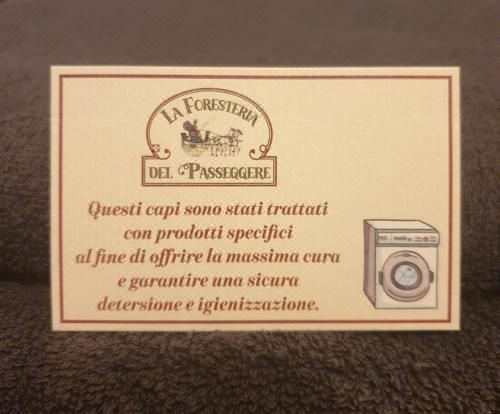 La Foresteria
del Passeggere
Questi capi sono stati trattati
con prodotti specifici
al fine di offrire la massima cura
e garantire una sicura
detersione e igienizzazione.